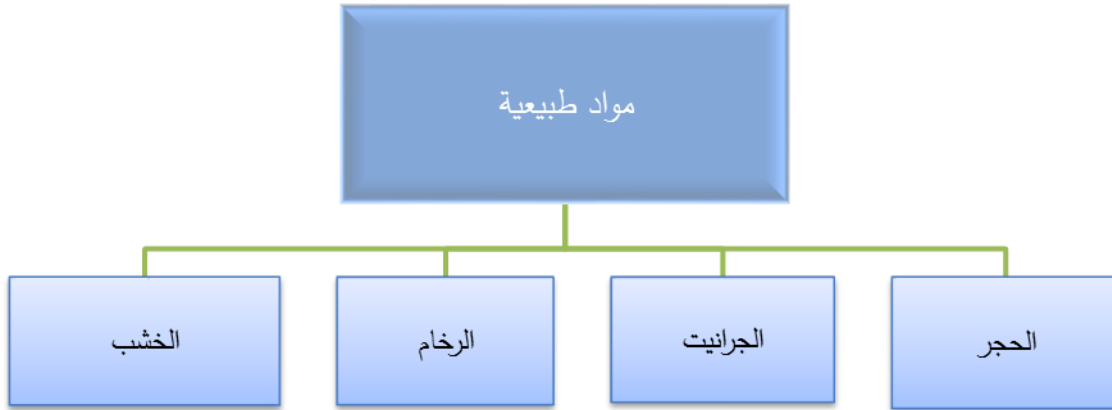 مواد طبيعية
الحجر
الجرانيت
الرخام
الخشب